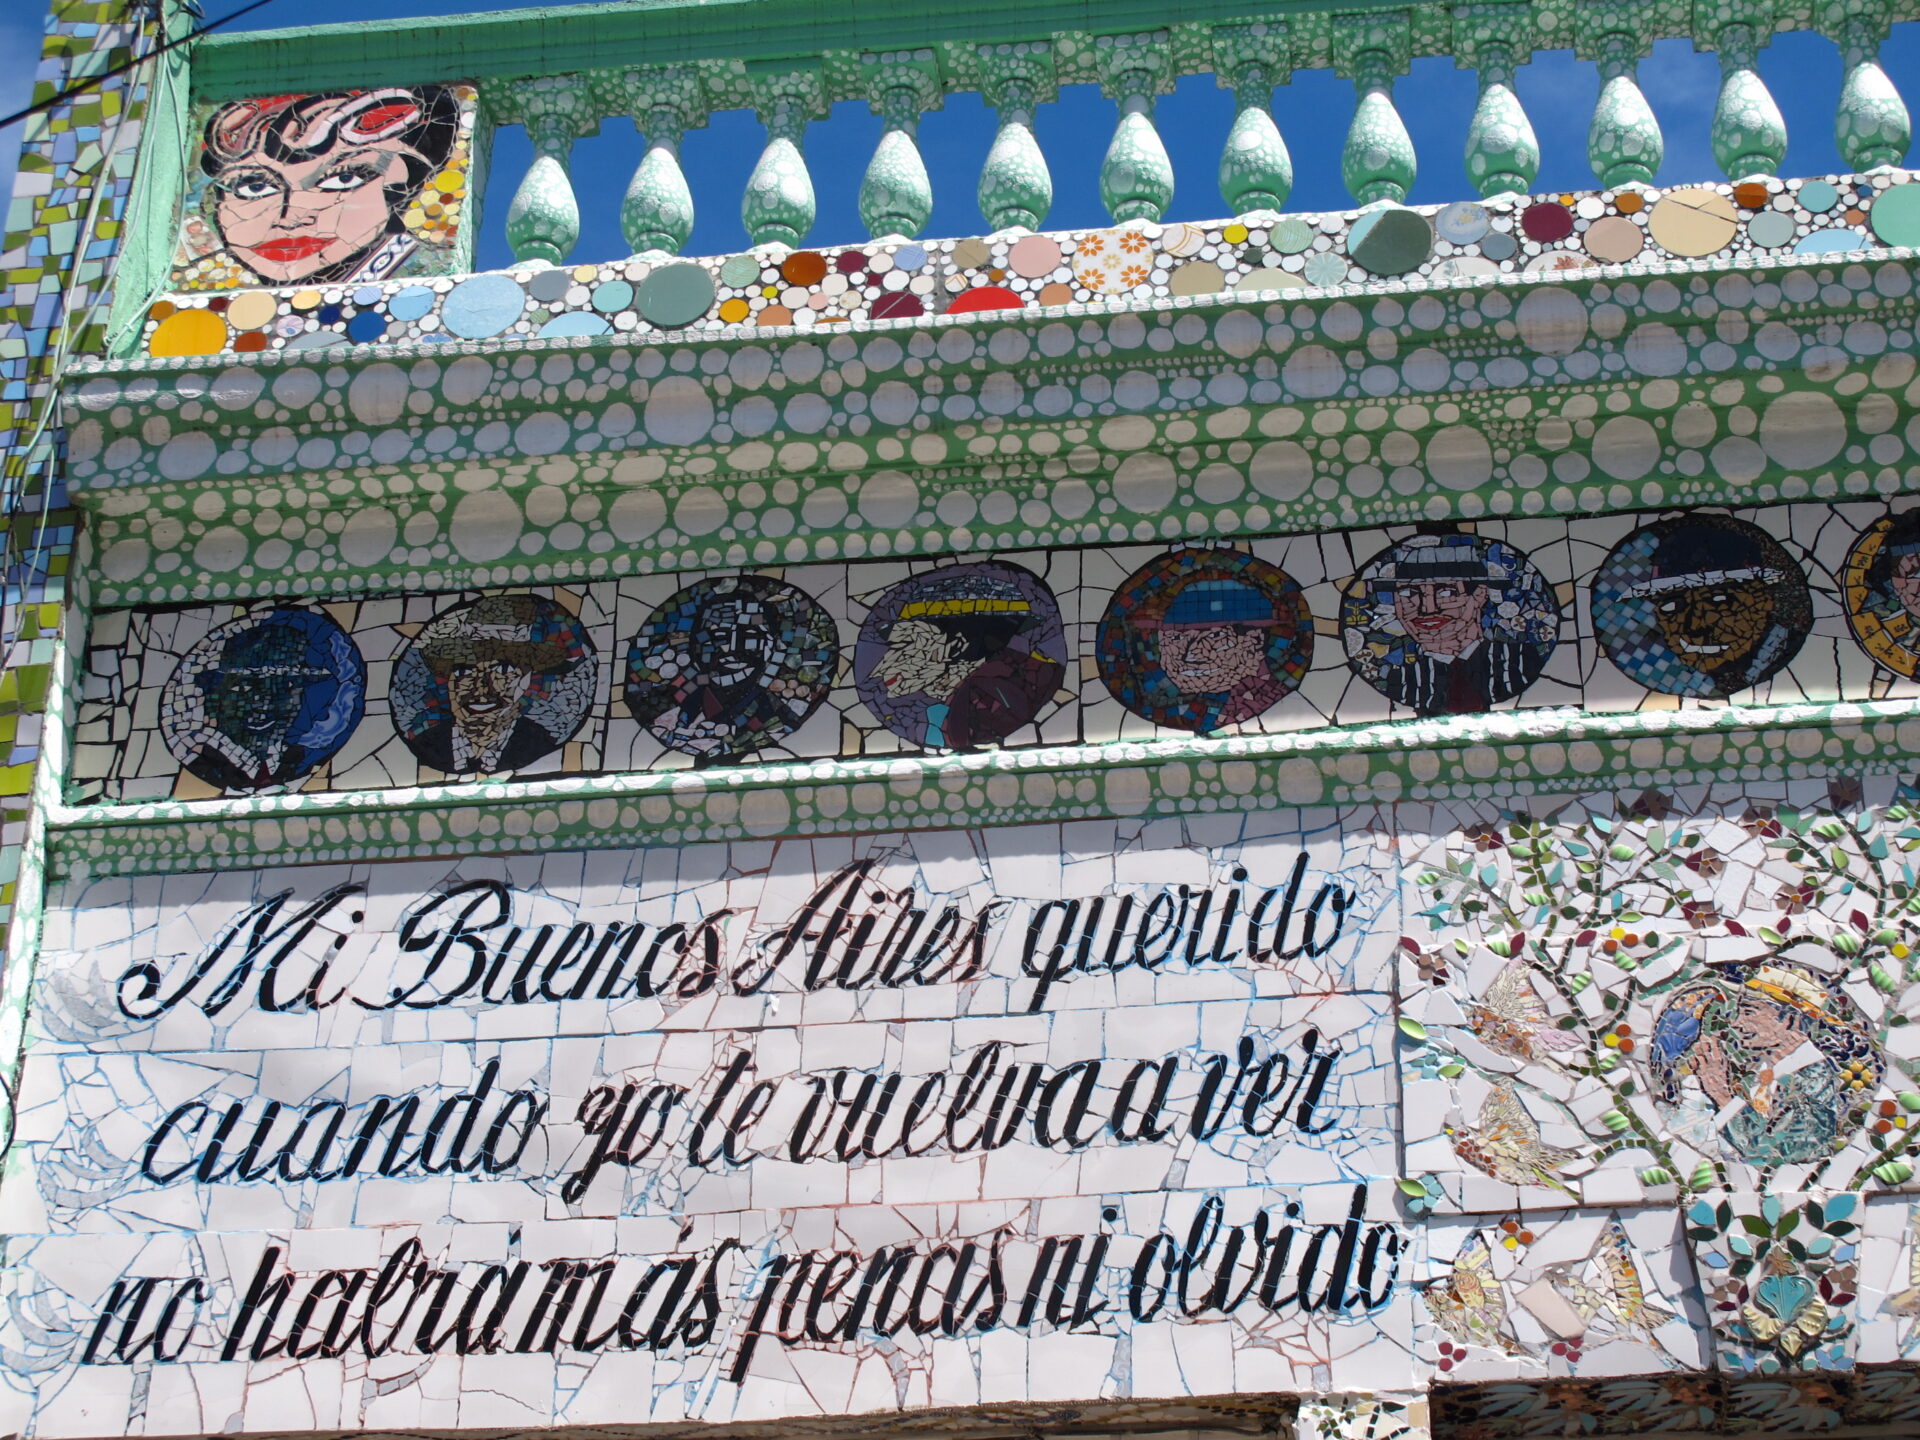 Mi Buenos Aires querido
cuando yo te vuelva a ver
no habrá más penas ni olvido